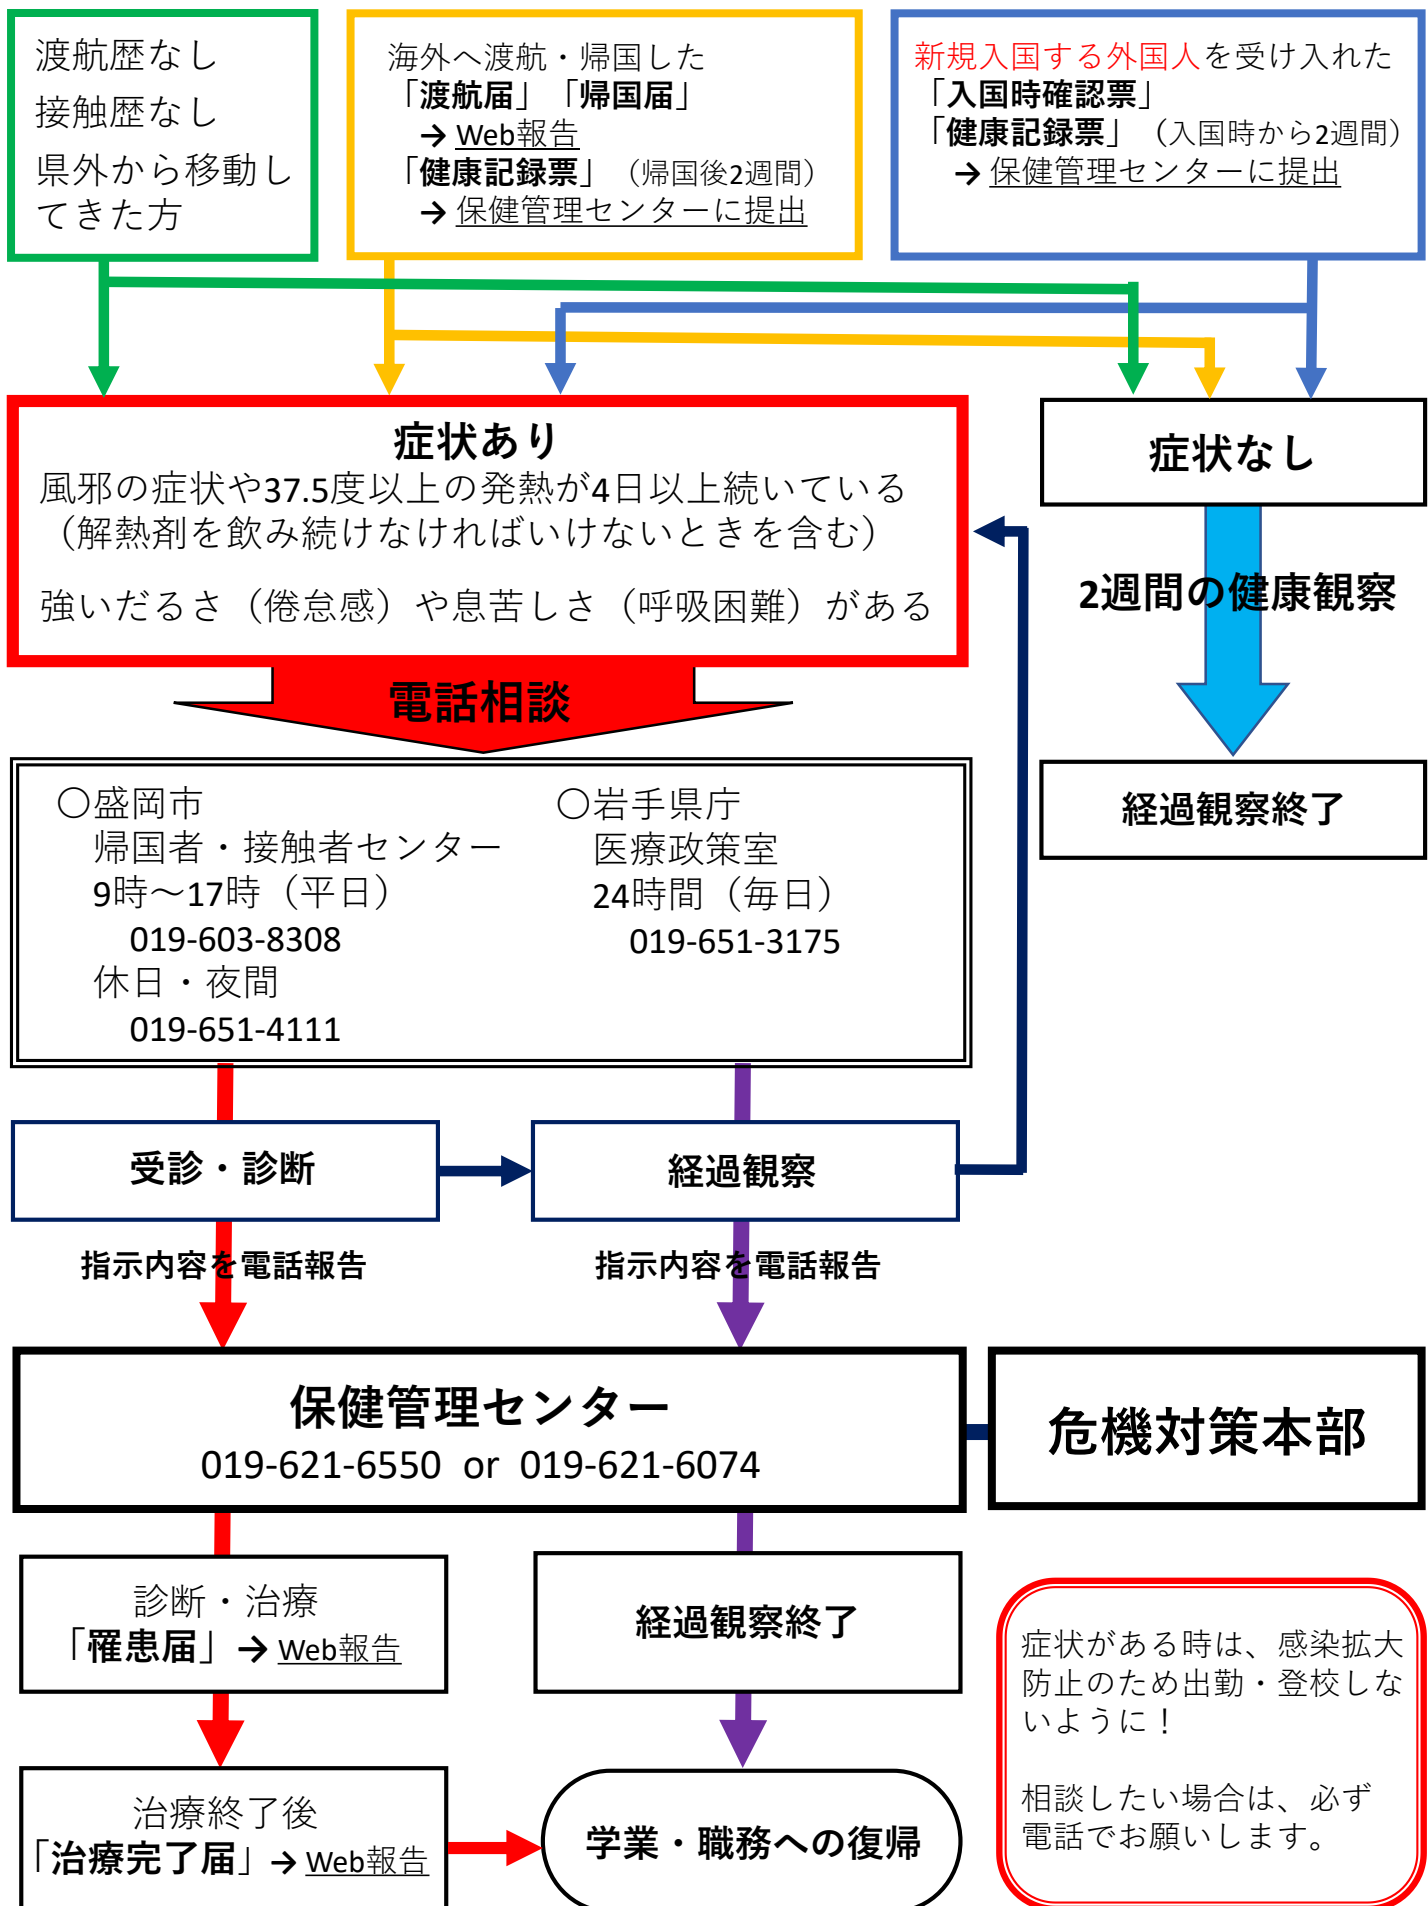 渡航歴なし
接触歴なし
県外から移動し
てきた方
海外へ渡航・帰国した
「渡航届」「帰国届」
→ Web報告
「健康記録票」（帰国後2週間）
→ 保健管理センターに提出
新規入国する外国人を受け入れた
「入国時確認票」
「健康記録票」（入国時から2週間）
→ 保健管理センターに提出
症状あり
風邪の症状や37.5度以上の発熱が4日以上続いている
（解熱剤を飲み続けなければいけないときを含む）
強いだるさ（倦怠感）や息苦しさ（呼吸困難）がある
症状なし
2週間の健康観察
経過観察終了
電話相談
〇盛岡市
帰国者・接触者センター
9時～17時（平日）
019-603-8308
休日・夜間
019-651-4111
〇岩手県庁
医療政策室
24時間（毎日）
019-651-3175
受診・診断
経過観察
指示内容を電話報告
指示内容を電話報告
保健管理センター
019-621-6550 or 019-621-6074
危機対策本部
診断・治療
「罹患届」→ Web報告
経過観察終了
治療終了後
「治療完了届」→ Web報告
学業・職務への復帰
症状がある時は、感染拡大
防止のため出勤・登校しな
いように！
相談したい場合は、必ず
電話でお願いします。